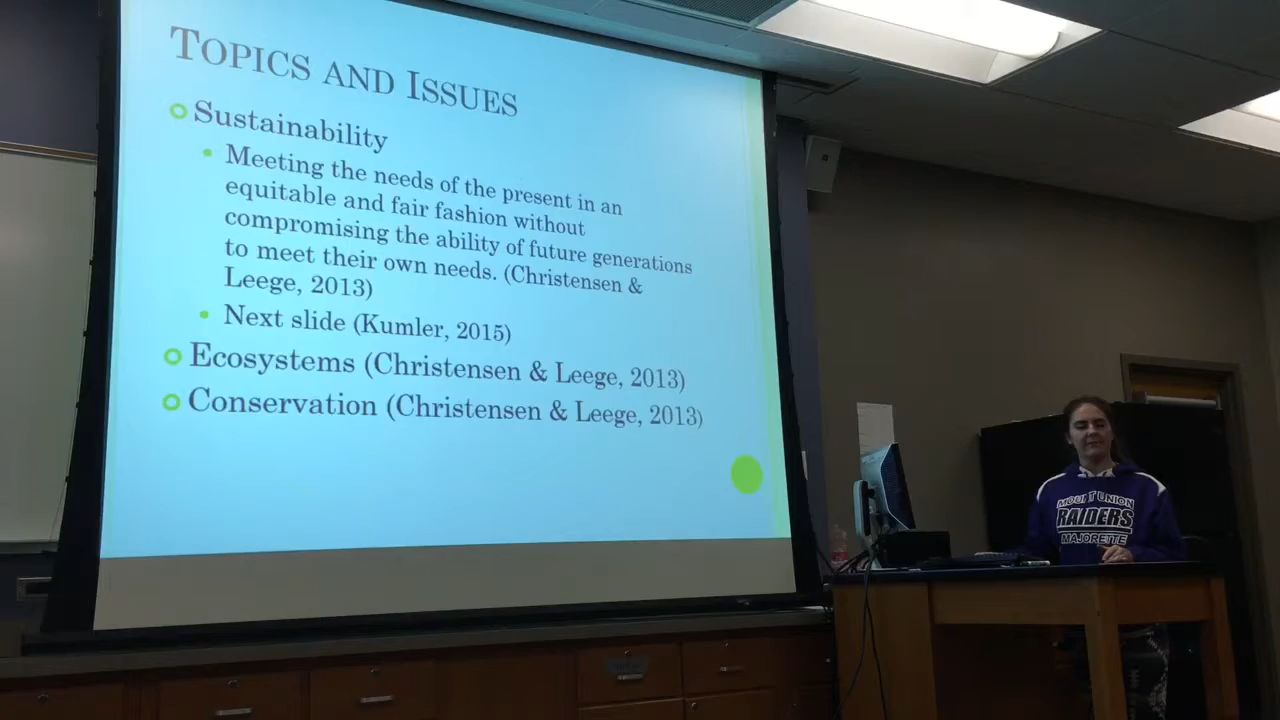 TOPICS AND ISSUES
Sustainability
Meeting the needs of the present in an
equitable and fair fashion without
compromising the ability of future generations
to meet their own needs. (Christensen &
Leege, 2013)
Next slide (Kumler, 2015)
Ecosystems (Christensen & Leege, 2013)
Conservation (Christensen & Leege, 2013)
MOUNT UNION
RAIDERS
MAJORETTE